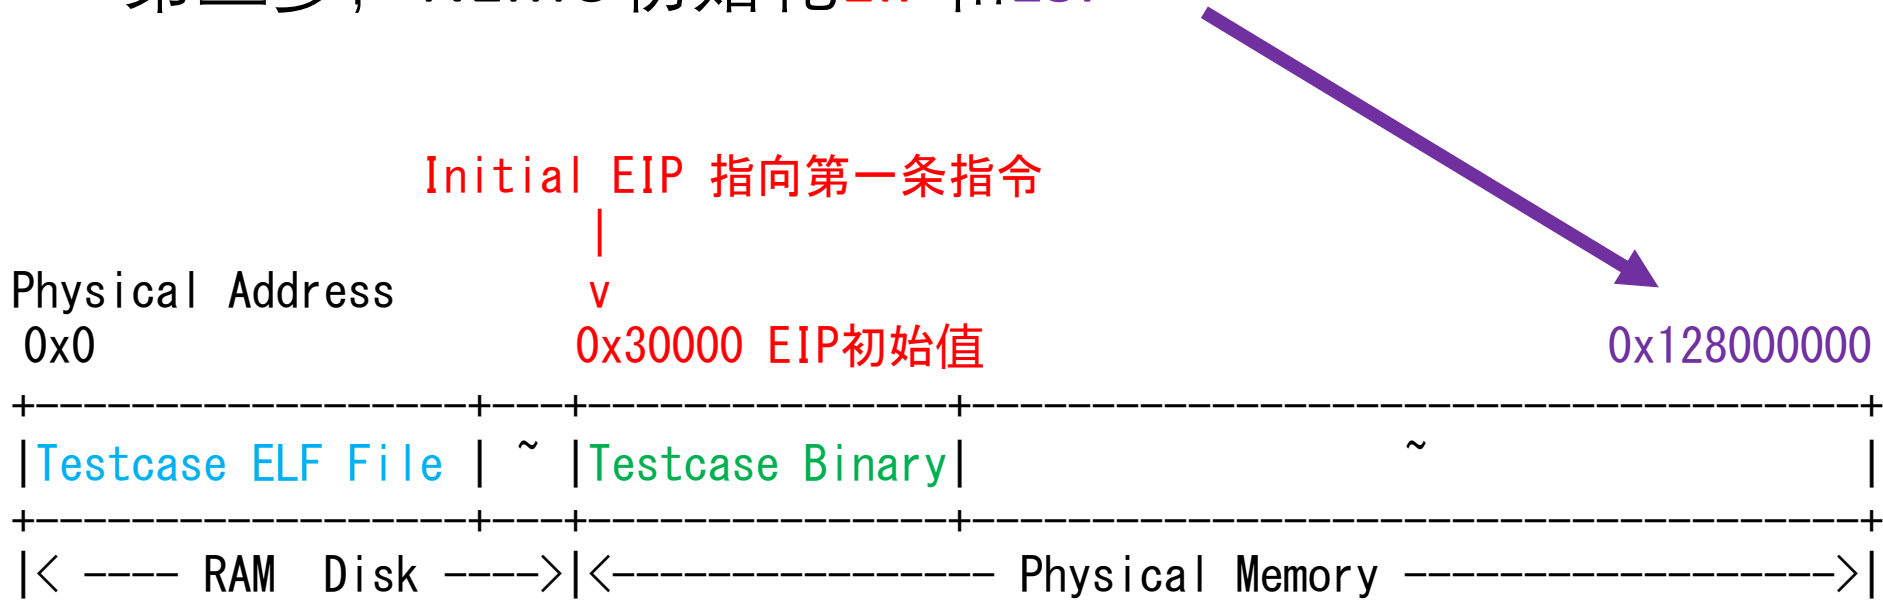 Initial EIP 指向第一条指令
|
Physical Address v
0x0 0x30000 EIP初始值 0x128000000
+------------------+----+----------------+--------------------------------------+
|Testcase ELF File | ~ |Testcase Binary| ~ |
+------------------+----+----------------+--------------------------------------+
|< ---- RAM Disk ---->|<---------------- Physical Memory ------------------>|